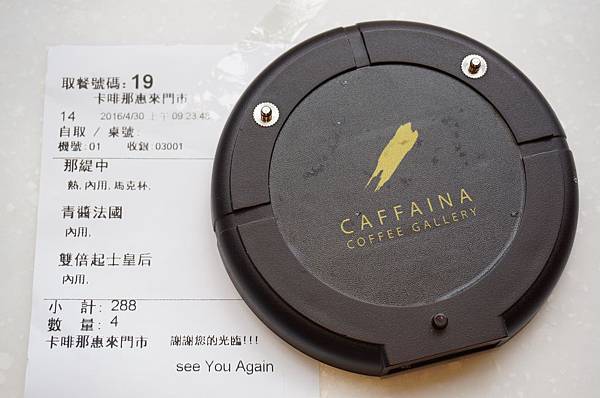 取餐號碼: 19
卡啡那惠來門市
14 2016/4/30 上午 09:23:48
自取 / 桌號:
機號:01 收銀:03001
那緹中
熱,內用,馬克杯,
青醬法國
內用,
雙倍起士皇后
內用,
小 計: 288
數 量: 4
卡啡那惠來門市 謝謝您的光臨!!!
see You Again
CAFFAINA
COFFEE GALLERY